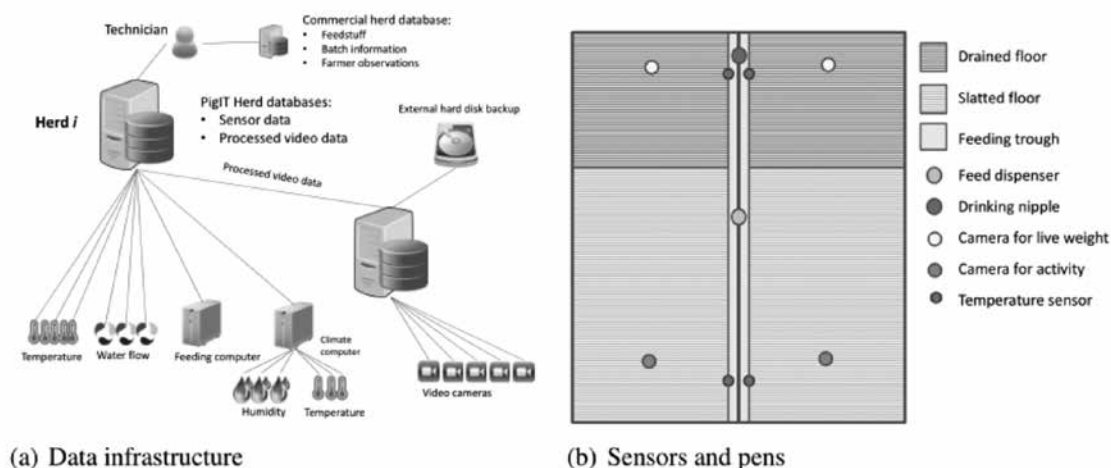 Technician
Commercial herd database:
• Feedstuff
• Batch information
• Farmer observations
Herd i
PigIT Herd databases:
• Sensor data
• Processed video data
External hard disk backup
Processed video data
Temperature
Water flow
Feeding computer
Climate
computer
Humidity
Temperature
Video cameras
(a) Data infrastructure
Drained floor
Slatted floor
Feeding trough
Feed dispenser
Drinking nipple
Camera for live weight
Camera for activity
Temperature sensor
(b) Sensors and pens